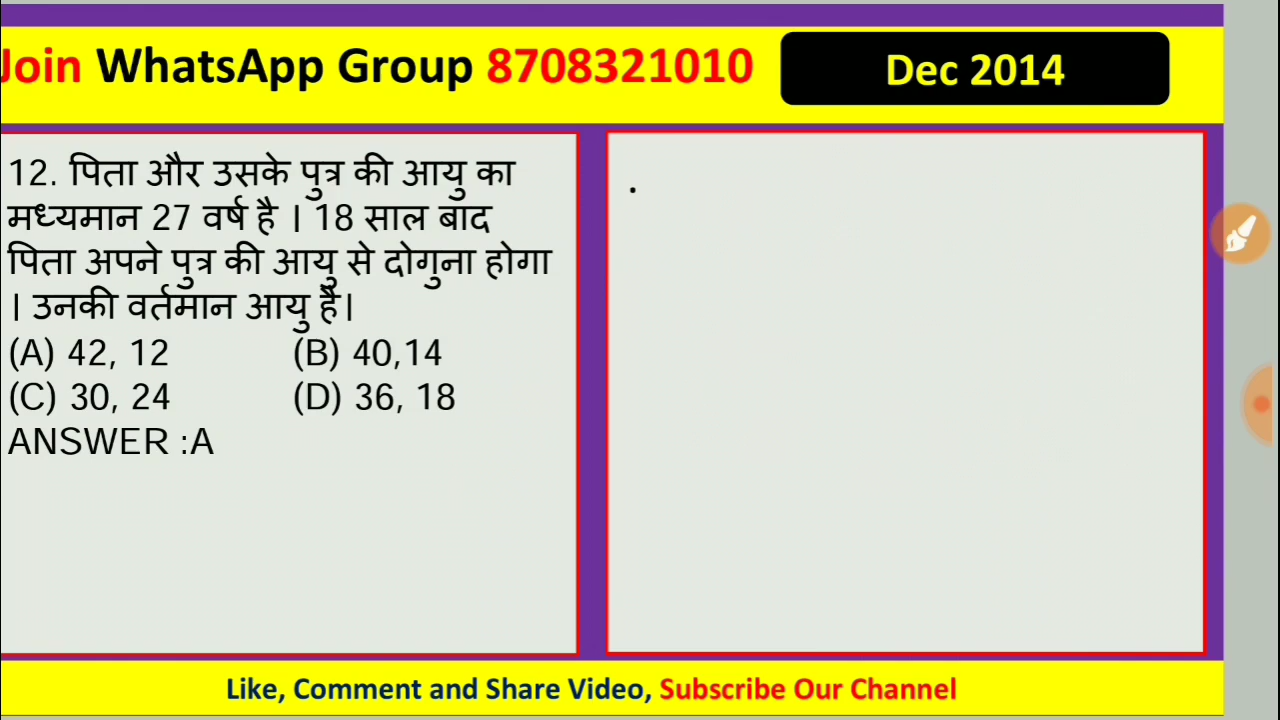 Join WhatsApp Group 8708321010
Dec 2014
12. पिता और उसके पुत्र की आयु का
मध्यमान 27 वर्ष है । 18 साल बाद
पिता अपने पुत्र की आयु से दोगुना होगा
। उनकी वर्तमान आयु है।
(A) 42, 12 (B) 40,14
(C) 30, 24 (D) 36, 18
ANSWER :A
.
Like, Comment and Share Video, Subscribe Our Channel